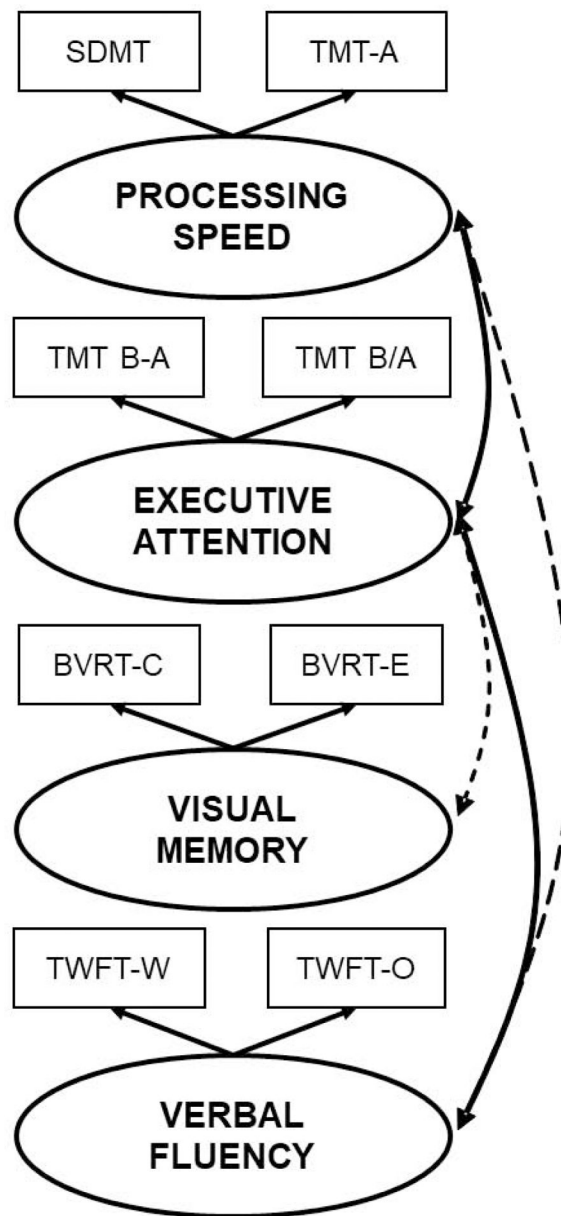 SDMT
TMT-A
PROCESSING
SPEED
TMT B-A
TMT B/A
EXECUTIVE
ATTENTION
BVRT-C
BVRT-E
VISUAL
MEMORY
TWFT-W
TWFT-O
VERBAL
FLUENCY